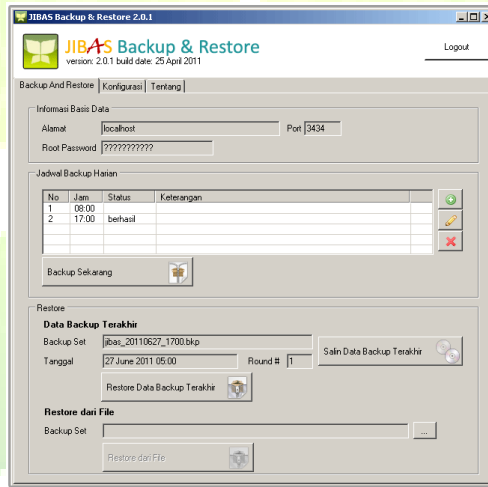 JIBAS Backup & Restore 2.0.1
JIBAS Backup & Restore
version: 2.0.1 build date: 25 April 2011
Logout
Backup And Restore Konfigurasi Tentang
Informasi Basis Data
Alamat localhost Port 3434
Root Password ???????????
Jadwal Backup Harian
No Jam Status Keterangan
1 08:00
2 17:00 berhasil
Backup Sekarang
Restore
Data Backup Terakhir
Backup Set jibas_20110627_1700.bkp
Salin Data Backup Terakhir
Tanggal 27 June 2011 05:00 Round # 1
Restore Data Backup Terakhir
Restore dari File
Backup Set ...
Restore dari File